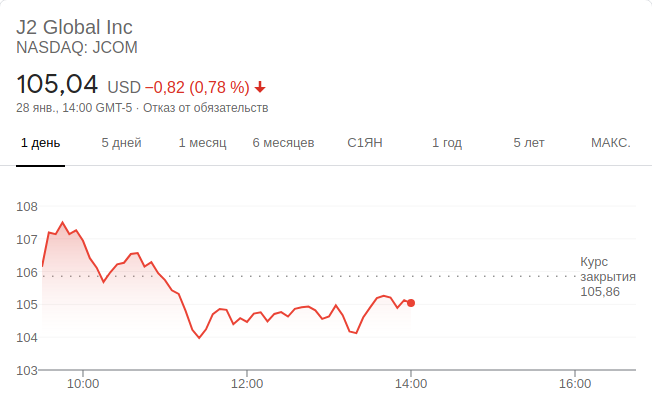 J2 Global Inc
NASDAQ: JCOM
105,04 USD −0,82 (0,78 %)
28 янв., 14:00 GMT-5 · Отказ от обязательств
1 день 5 дней 1 месяц 6 месяцев С1ЯН 1 год 5 лет МАКС.
108
107
106
105
104
103
Курс
закрытия
105,86
10:00 12:00 14:00 16:00